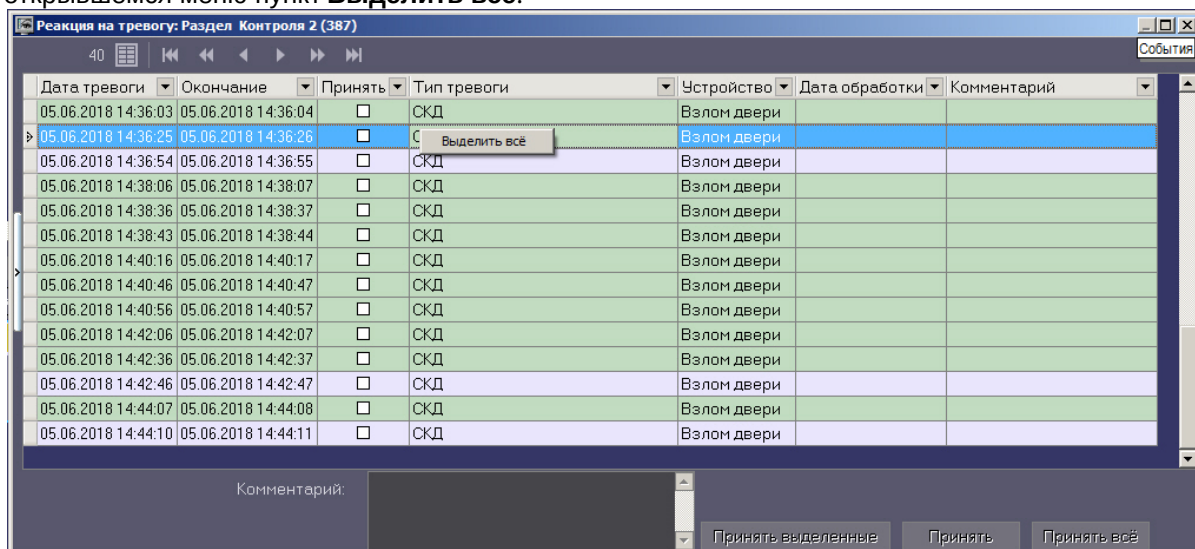 открывшемся меню пункт Выделить всё.
Реакция на тревогу: Раздел Контроля 2 (387)
40
События
Дата тревоги Окончание Принять Тип тревоги Устройство Дата обработки Комментарий
05.06.2018 14:36:03 05.06.2018 14:36:04 СКД Взлом двери
05.06.2018 14:36:25 05.06.2018 14:36:26 С Взлом двери
Выделить всё
05.06.2018 14:36:54 05.06.2018 14:36:55 СКД Взлом двери
05.06.2018 14:38:06 05.06.2018 14:38:07 СКД Взлом двери
05.06.2018 14:38:36 05.06.2018 14:38:37 СКД Взлом двери
05.06.2018 14:38:43 05.06.2018 14:38:44 СКД Взлом двери
05.06.2018 14:40:16 05.06.2018 14:40:17 СКД Взлом двери
05.06.2018 14:40:46 05.06.2018 14:40:47 СКД Взлом двери
05.06.2018 14:40:56 05.06.2018 14:40:57 СКД Взлом двери
05.06.2018 14:42:06 05.06.2018 14:42:07 СКД Взлом двери
05.06.2018 14:42:36 05.06.2018 14:42:37 СКД Взлом двери
05.06.2018 14:42:46 05.06.2018 14:42:47 СКД Взлом двери
05.06.2018 14:44:07 05.06.2018 14:44:08 СКД Взлом двери
05.06.2018 14:44:10 05.06.2018 14:44:11 СКД Взлом двери
Комментарий:
Принять выделенные Принять Принять всё